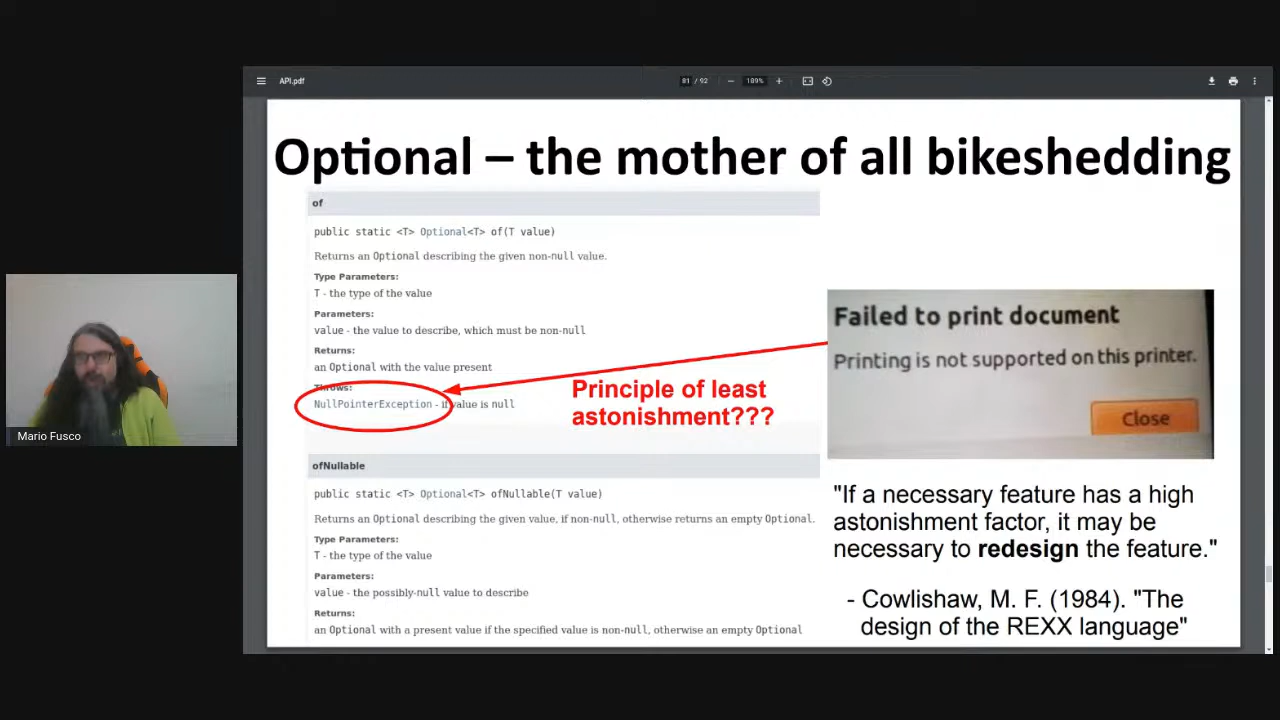 API.pdf
81 / 92
189%
Optional – the mother of all bikeshedding
of
public static <T> Optional<T> of(T value)
Returns an Optional describing the given non-null value.
Type Parameters:
T - the type of the value
Parameters:
value - the value to describe, which must be non-null
Returns:
an Optional with the value present
Throws:
NullPointerException - if value is null
Principle of least
astonishment???
ofNullable
public static <T> Optional<T> ofNullable(T value)
Returns an Optional describing the given value, if non-null, otherwise returns an empty Optional.
Type Parameters:
T - the type of the value
Parameters:
value - the possibly-null value to describe
Returns:
an Optional with a present value if the specified value is non-null, otherwise an empty Optional
Failed to print document
Printing is not supported on this printer.
Close
"If a necessary feature has a high
astonishment factor, it may be
necessary to redesign the feature."
- Cowlishaw, M. F. (1984). "The
design of the REXX language"
Mario Fusco